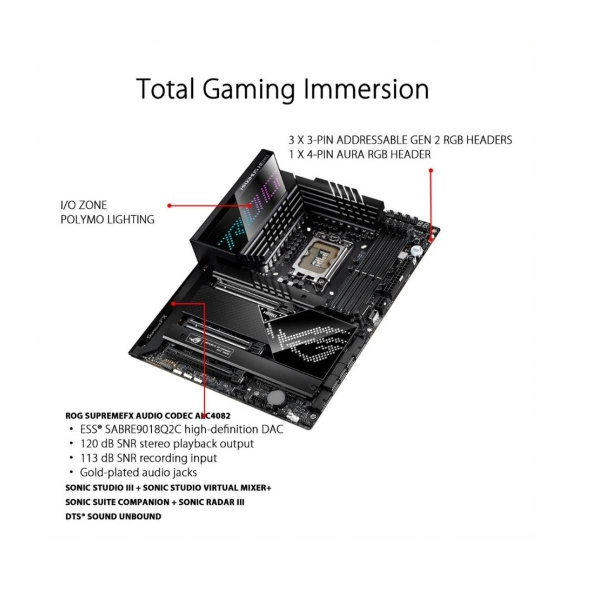 Total Gaming Immersion
3 X 3-PIN ADDRESSABLE GEN 2 RGB HEADERS
1 X 4-PIN AURA RGB HEADER
I/O ZONE
POLYMO LIGHTING
ROG SUPREMEFX AUDIO CODEC ALC4082
• ESS® SABRE9018Q2C high-definition DAC
• 120 dB SNR stereo playback output
• 113 dB SNR recording input
• Gold-plated audio jacks
SONIC STUDIO III + SONIC STUDIO VIRTUAL MIXER+
SONIC SUITE COMPANION + SONIC RADAR III
DTS® SOUND UNBOUND